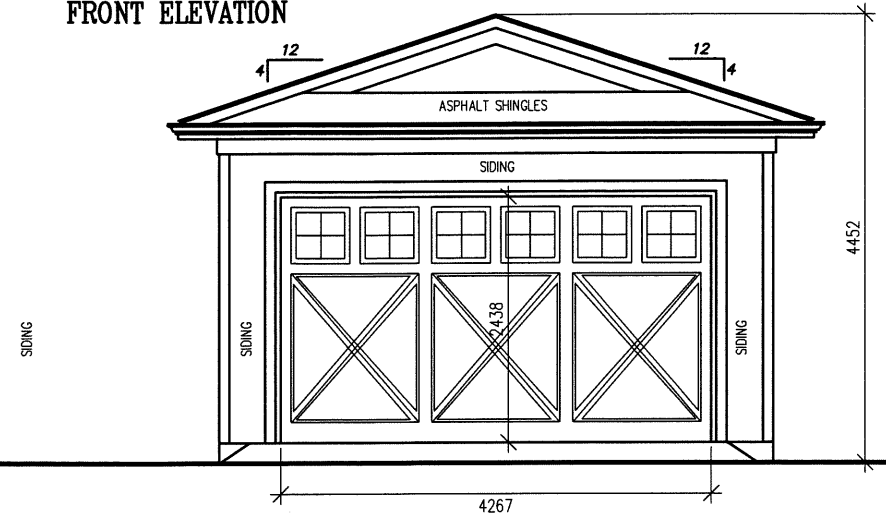 FRONT ELEVATION
12
4
12
4
ASPHALT SHINGLES
SIDING
4452
2438
SIDING
SIDING
SIDING
4267